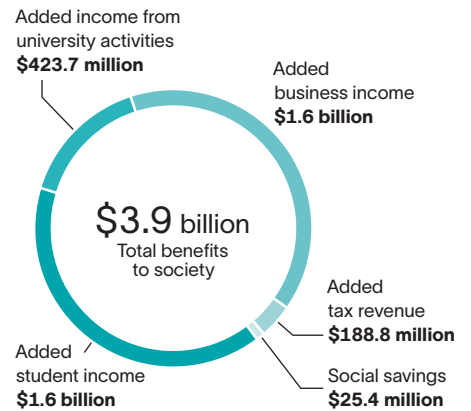 Added income from
university activities
$423.7 million
Added
business income
$1.6 billion
$3.9 billion
Total benefits
to society
Added
tax revenue
$188.8 million
Added
student income
$1.6 billion
Social savings
$25.4 million